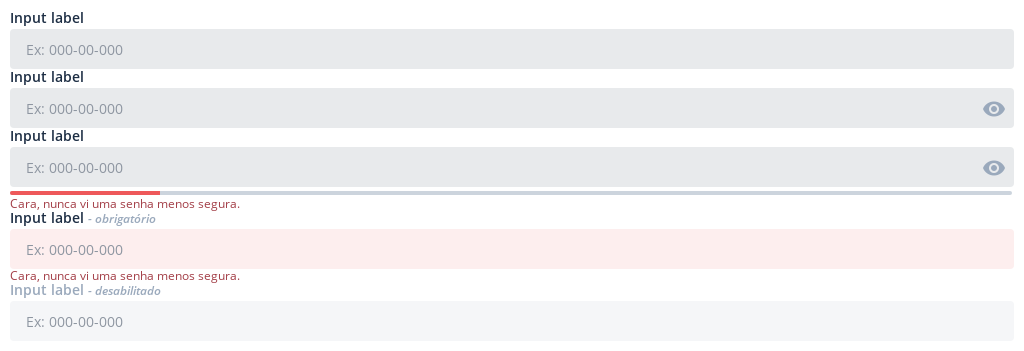 Input label
Ex: 000-00-000
Input label
Ex: 000-00-000
Input label
Ex: 000-00-000
Cara, nunca vi uma senha menos segura.
Input label - obrigatório
Ex: 000-00-000
Cara, nunca vi uma senha menos segura.
Input label - desabilitado
Ex: 000-00-000